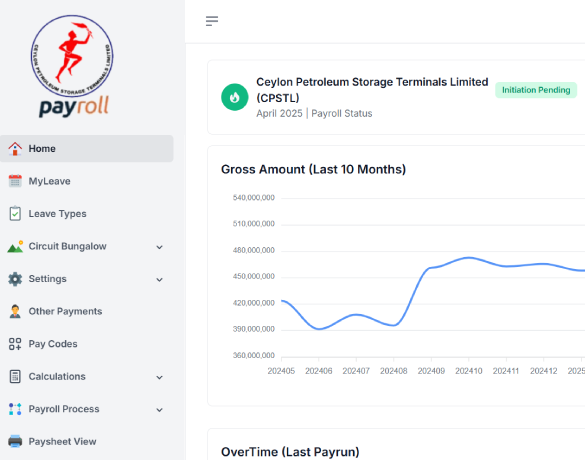 CEYLON PETROLEUM STORAGE TERMINALS LIMITED
payroll
Home
MyLeave
Leave Types
Circuit Bungalow
Settings
Other Payments
Pay Codes
Calculations
Payroll Process
Paysheet View
Ceylon Petroleum Storage Terminals Limited
(CPSTL)
Initiation Pending
April 2025 | Payroll Status
Gross Amount (Last 10 Months)
540,000,000
510,000,000
480,000,000
450,000,000
420,000,000
390,000,000
360,000,000
202405 202406 202407 202408 202409 202410 202411 202412 2025
OverTime (Last Payrun)